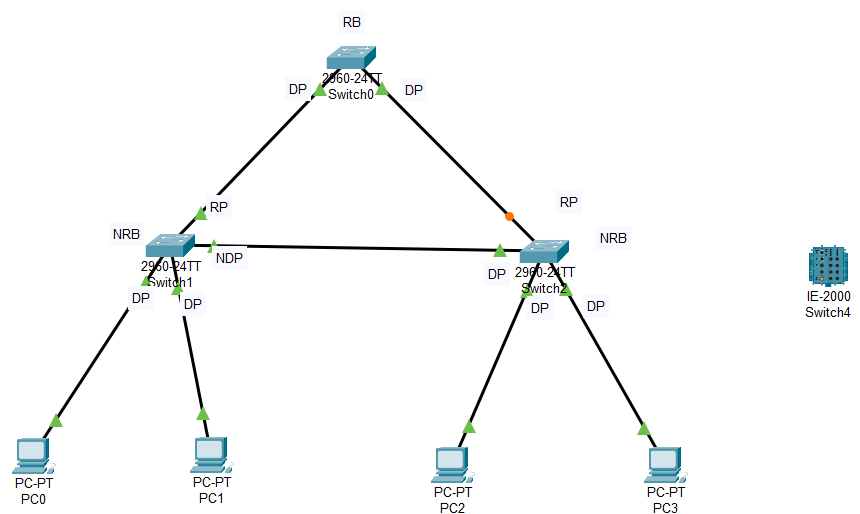 RB
2960-24TT
Switch0
DP
DP
RP
RP
NRB
NRB
NDP
DP
2960-24TT
Switch1
2960-24TT
Switch2
DP
DP
DP
DP
IE-2000
Switch4
PC-PT
PC0
PC-PT
PC1
PC-PT
PC2
PC-PT
PC3